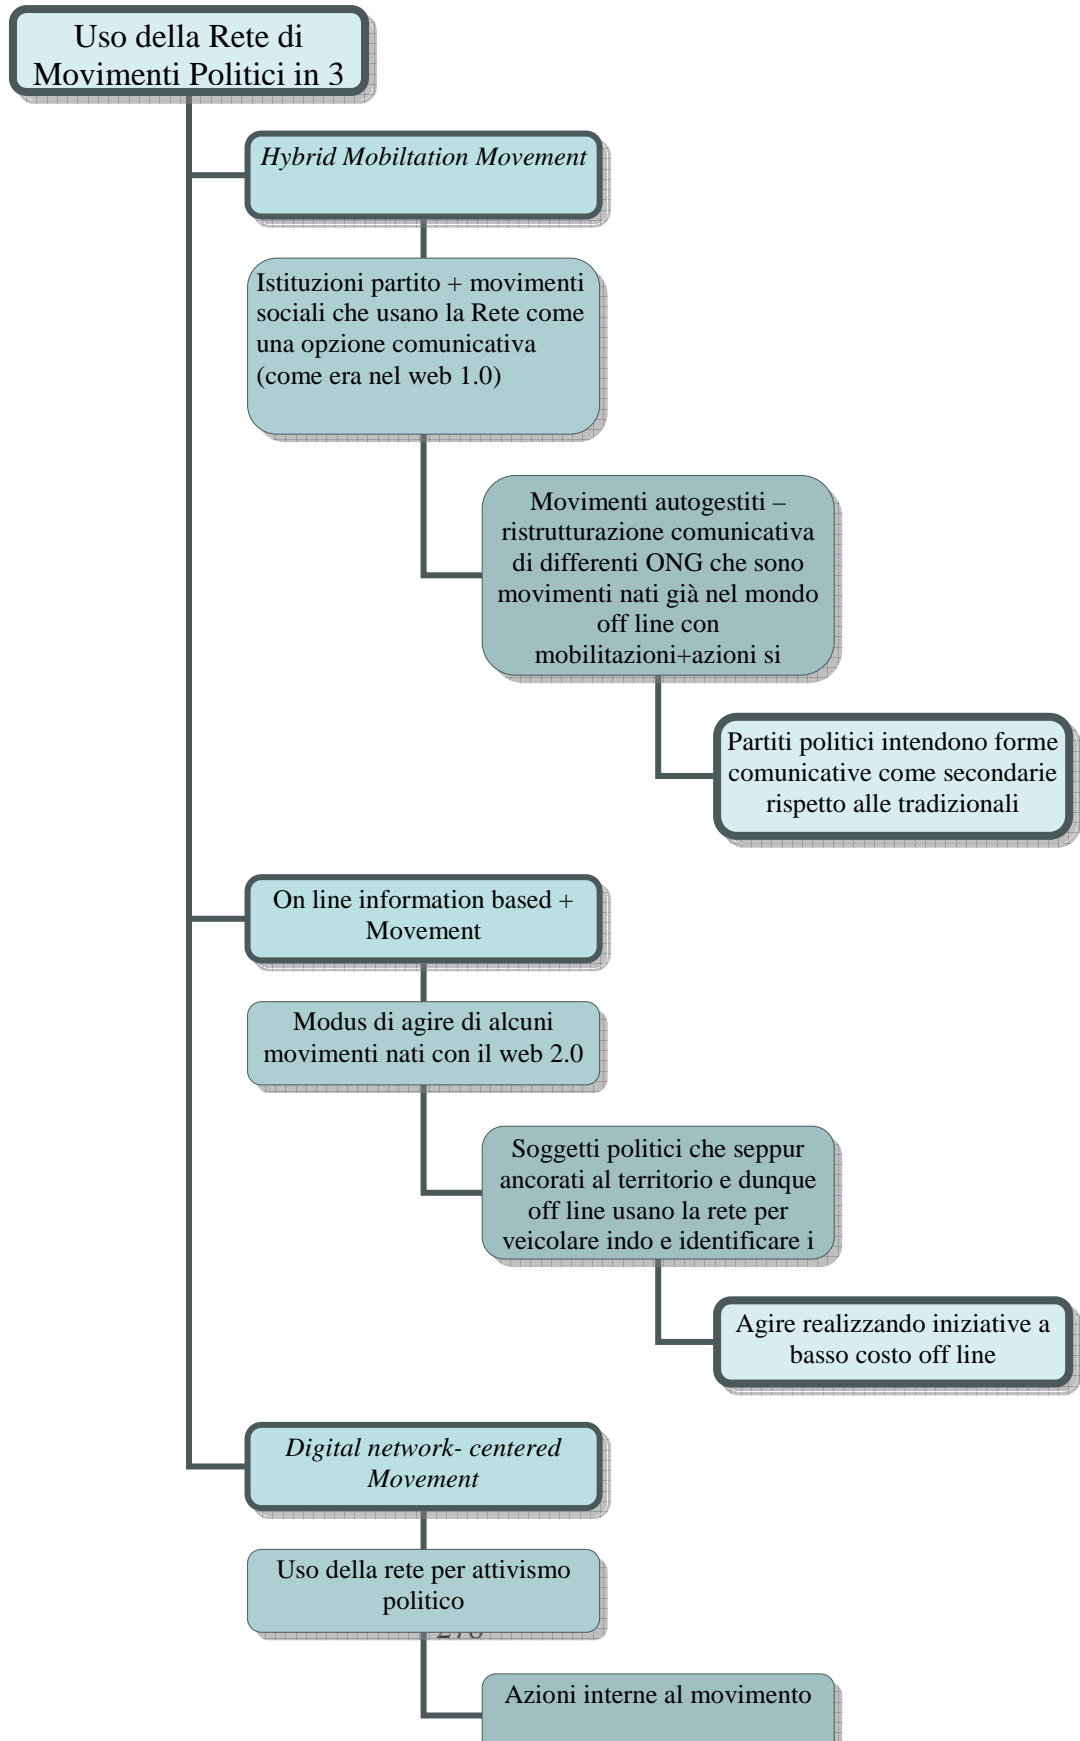 Uso della Rete di
Movimenti Politici in 3
Hybrid Mobiltation Movement
Istituzioni partito + movimenti
sociali che usano la Rete come
una opzione comunicativa
(come era nel web 1.0)
Movimenti autogestiti –
ristrutturazione comunicativa
di differenti ONG che sono
movimenti nati già nel mondo
off line con
mobilitazioni+azioni si
Partiti politici intendono forme
comunicative come secondarie
rispetto alle tradizionali
On line information based +
Movement
Modus di agire di alcuni
movimenti nati con il web 2.0
Soggetti politici che seppur
ancorati al territorio e dunque
off line usano la rete per
veicolare indo e identificare i
Agire realizzando iniziative a
basso costo off line
Digital network- centered
Movement
Uso della rete per attivismo
politico
Azioni interne al movimento